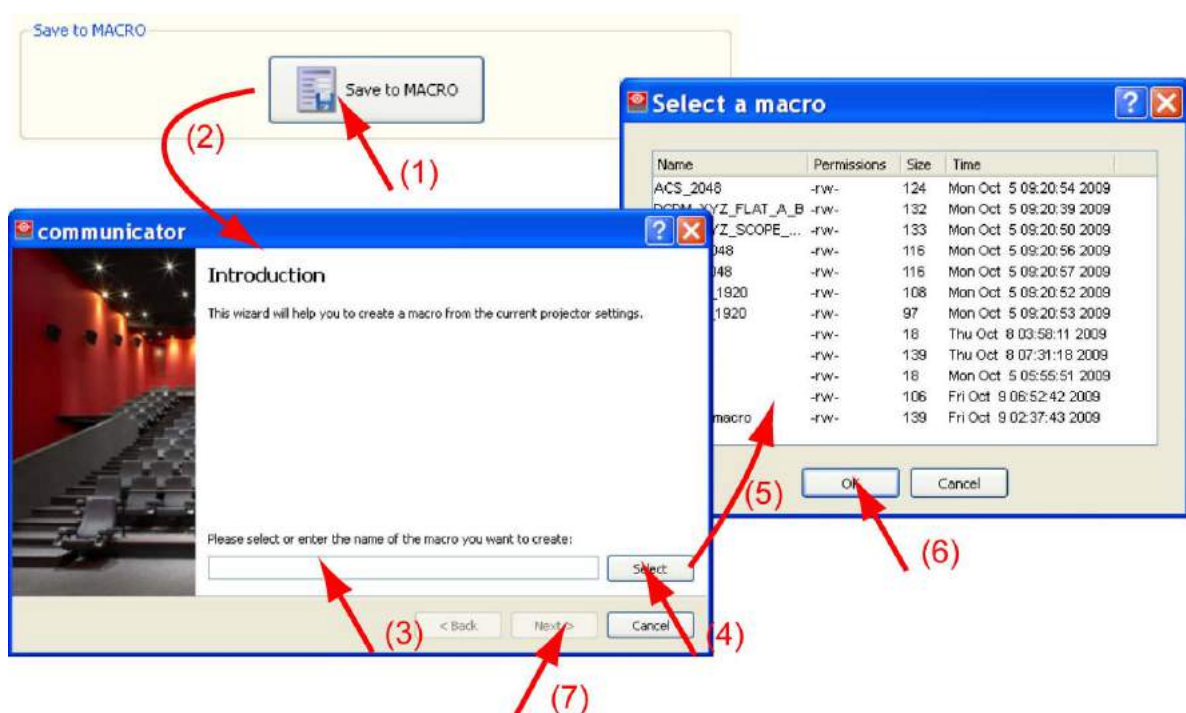 Save to MACRO
Save to MACRO
(1)
(2)
Select a macro
Name Permissions Size Time
ACS_2048 -rw- 124 Mon Oct 5 09:20:54 2009
DCDM_XYZ_FLAT_A_B -rw- 132 Mon Oct 5 09:20:39 2009
YZ_SCOPE_... -rw- 133 Mon Oct 5 09:20:50 2009
048 -rw- 116 Mon Oct 5 09:20:56 2009
048 -rw- 116 Mon Oct 5 09:20:57 2009
_1920 -rw- 108 Mon Oct 5 09:20:52 2009
_1920 -rw- 97 Mon Oct 5 09:20:53 2009
-rw- 18 Thu Oct 8 03:58:11 2009
-rw- 139 Thu Oct 8 07:31:18 2009
-rw- 18 Mon Oct 5 05:55:51 2009
-rw- 106 Fri Oct 9 06:52:42 2009
macro -rw- 139 Fri Oct 9 02:37:43 2009
OK Cancel
(5)
(6)
communicator
Introduction
This wizard will help you to create a macro from the current projector settings.
Please select or enter the name of the macro you want to create:
Select
(3)
< Back Next > Cancel
(4)
(7)